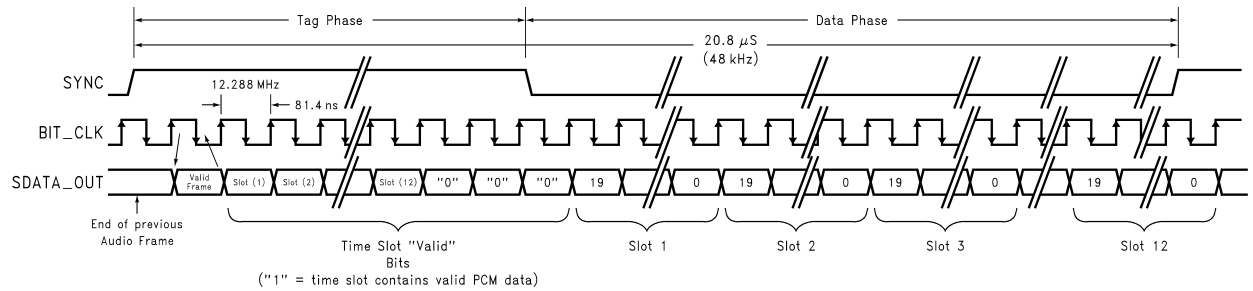 Tag Phase
Data Phase
20.8 μS
(48 kHz)
SYNC
12.288 MHz
81.4 ns
BIT_CLK
SDATA_OUT
Valid
Frame
Slot (1)
Slot (2)
Slot (12)
"0"
"0"
"0"
19
0
19
0
19
0
19
0
End of previous
Audio Frame
Time Slot "Valid"
Bits
("1" = time slot contains valid PCM data)
Slot 1
Slot 2
Slot 3
Slot 12